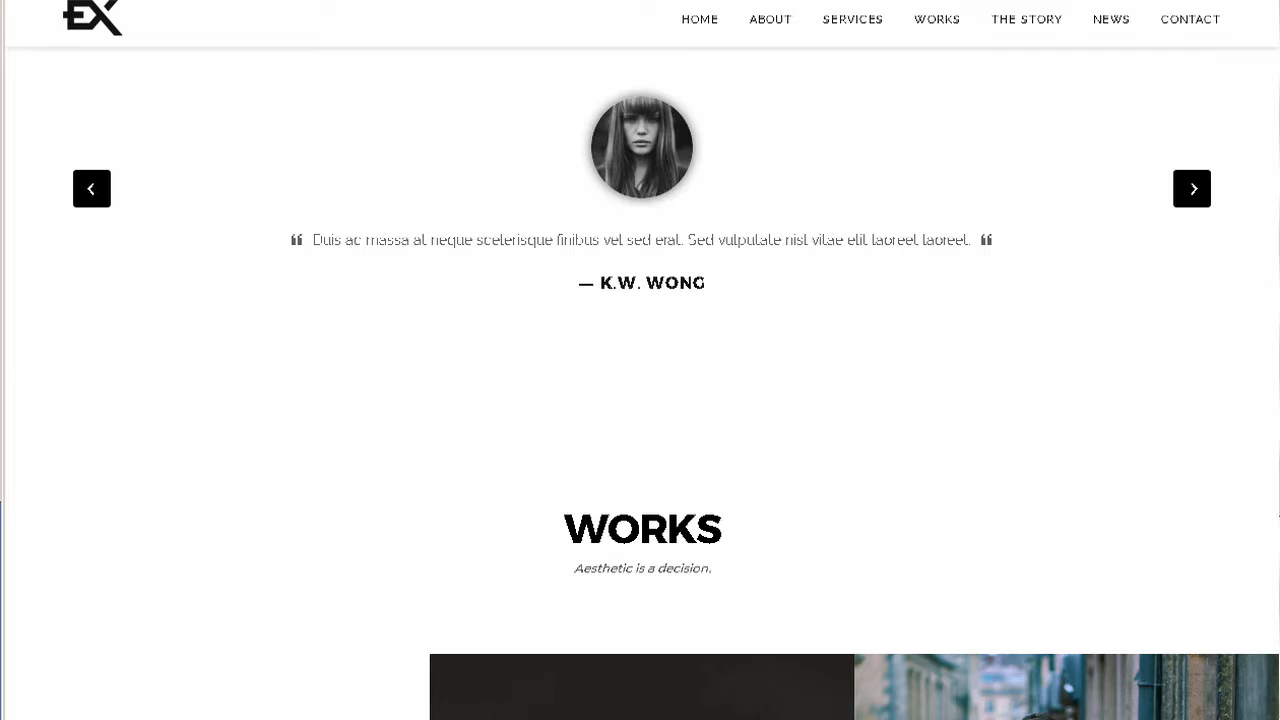 EX
HOME ABOUT SERVICES WORKS THE STORY NEWS CONTACT
“ Duis ac massa at neque scelerisque finibus vel sed erat. Sed vulputate nisl vitae elit laoreet laoreet. “
— K.W. WONG
WORKS
Aesthetic is a decision.